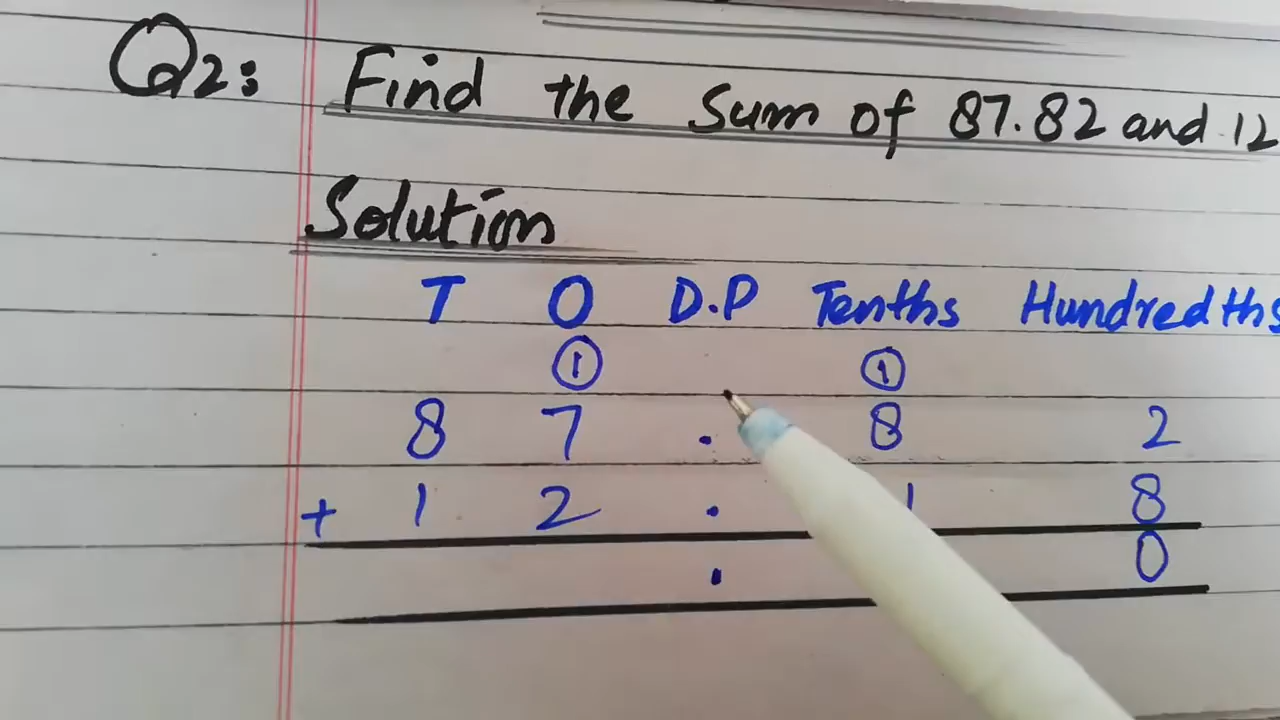 Q2: Find the Sum of 87.82 and 12
Solution
T O D.P Tenths Hundredths
1 1
8 7 . 8 2
+ 1 2 . 1 8
. 0